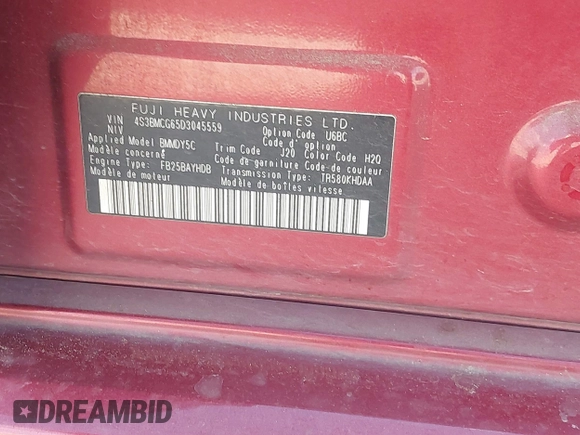 FUJI HEAVY INDUSTRIES LTD.
VIN 4S3BMCG65D3045559 Option Code U6BC
NIV Code d' option
Applied Model BMMDY5C Trim Code J20 Color Code H2Q
Modèle concerné Code de garniture Code de couleur
Engine Type: FB25BAYHDB Transmission Type: TR580KHDAA
Modèle de moteur Modèle de boîtes vitesse
DREAMBID